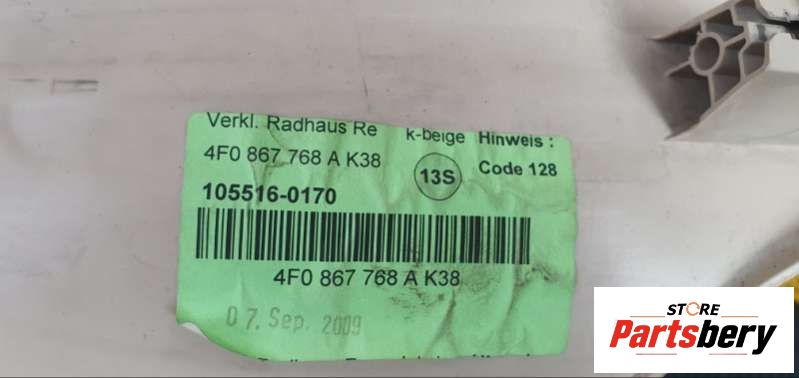 Verkl. Radhaus Re k-beige Hinweis :
4F0 867 768 A K38 13S Code 128
105516-0170
4F0 867 768 A K38
07. Sep. 2009
STORE
Partsbery